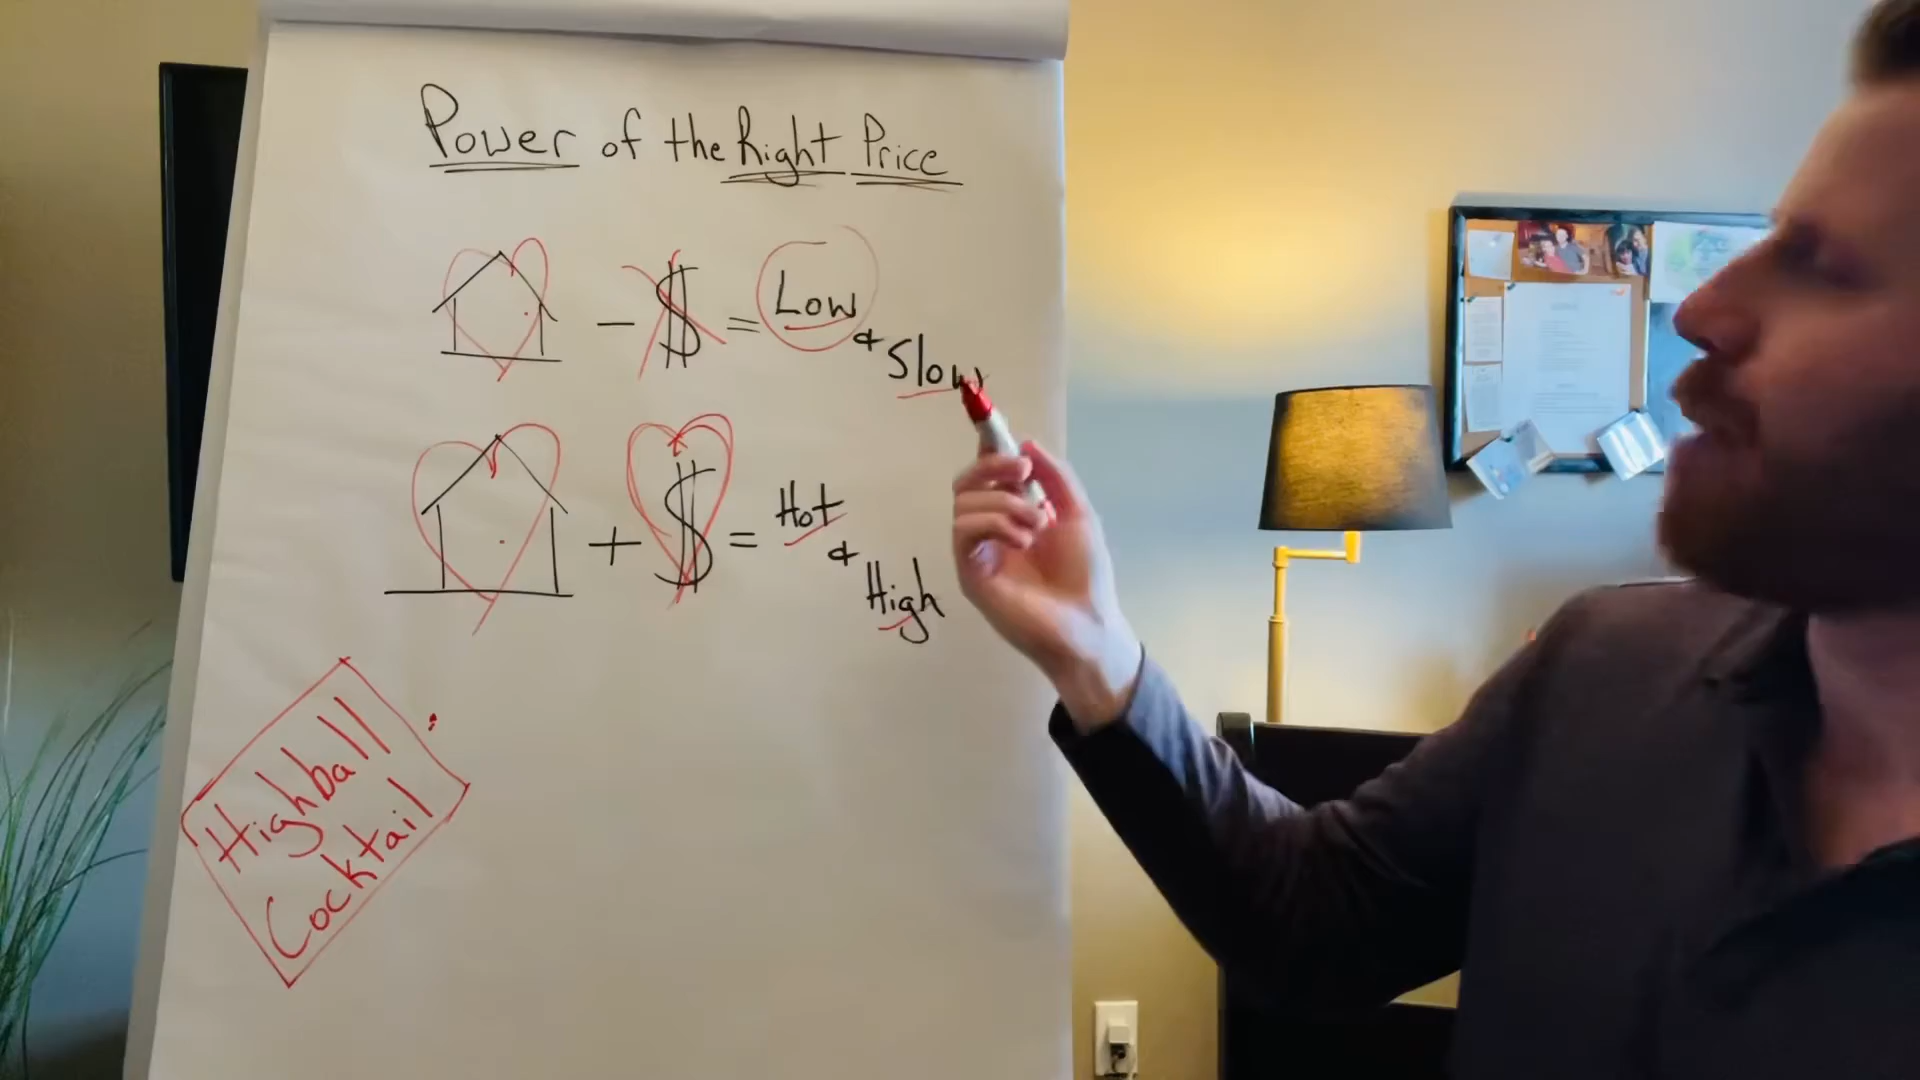 Power of the Right Price
- $ = Low
& Slow
+ $ = Hot
& High
Highball
Cocktail